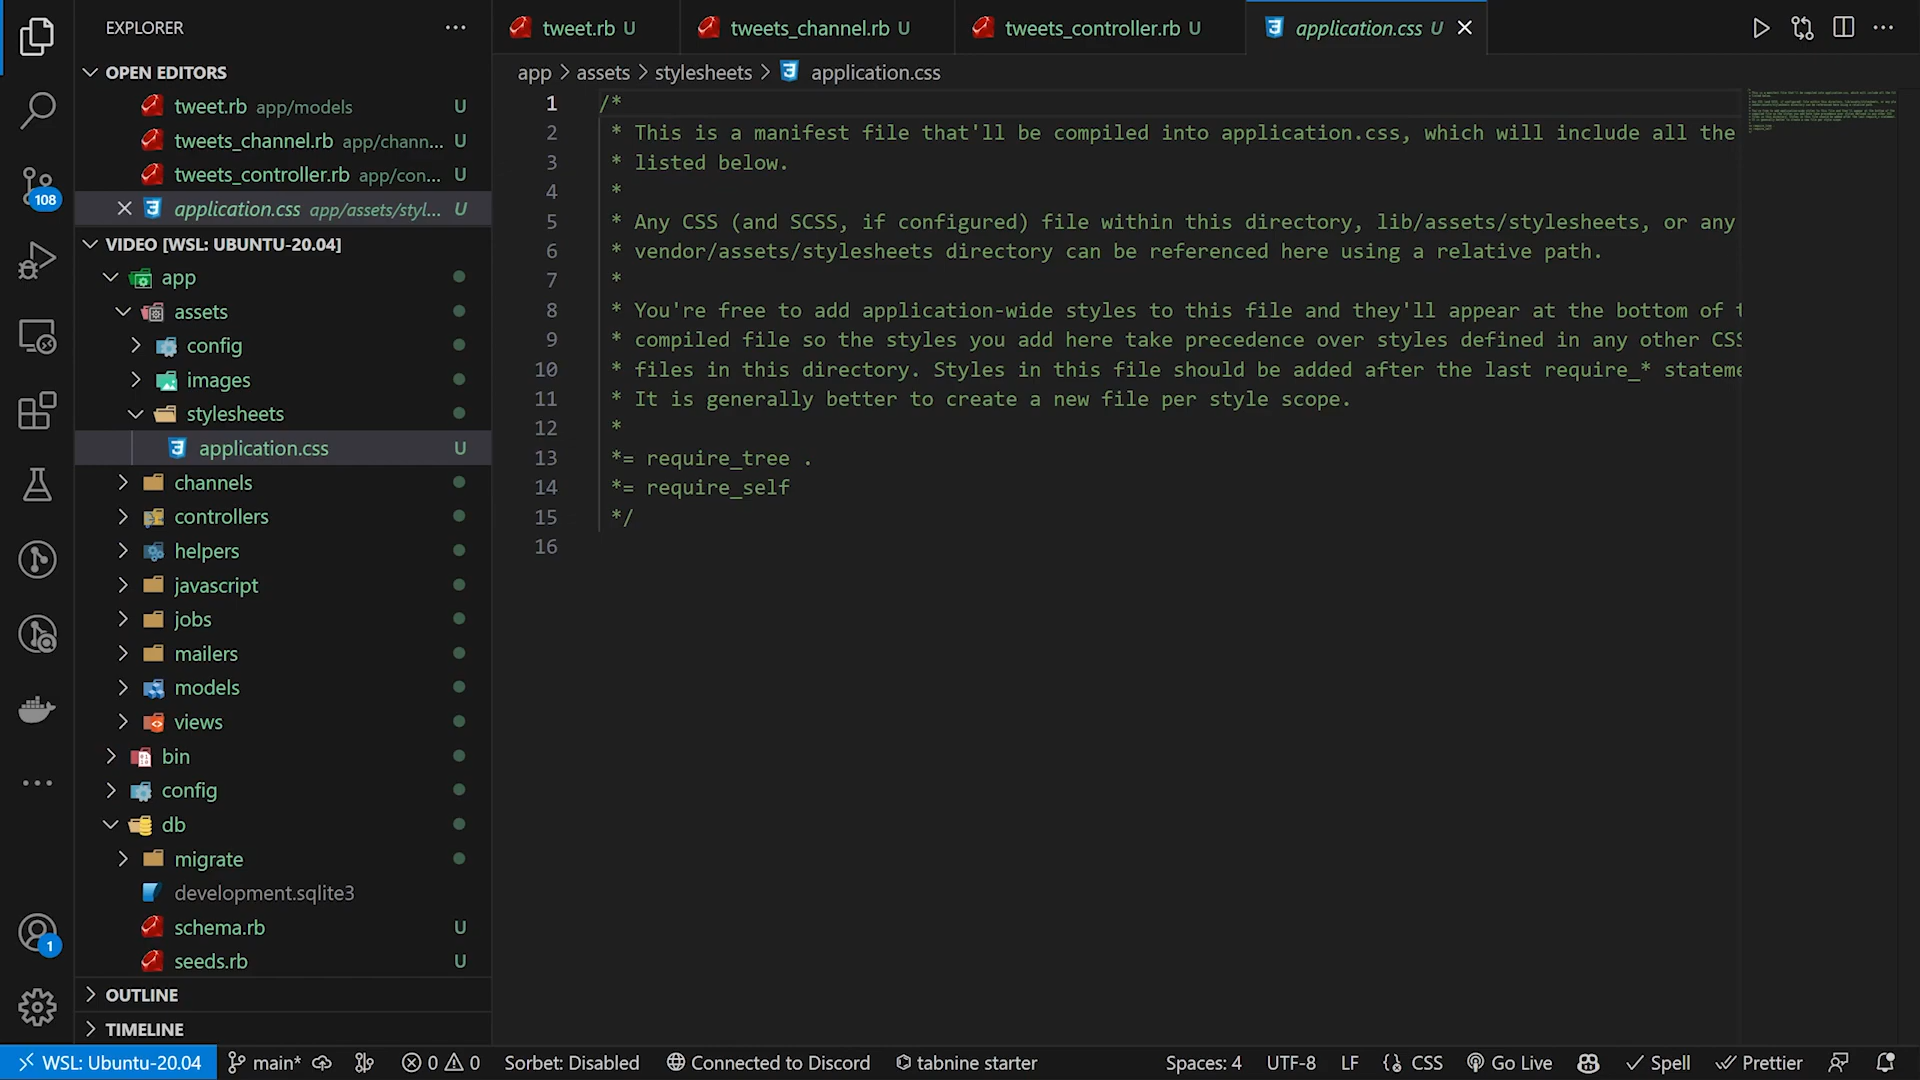 EXPLORER
OPEN EDITORS
tweet.rb app/models U
tweets_channel.rb app/chann... U
tweets_controller.rb app/con... U
application.css app/assets/styl... U
VIDEO [WSL: UBUNTU-20.04]
app
assets
config
images
stylesheets
application.css U
channels
controllers
helpers
javascript
jobs
mailers
models
views
bin
config
db
migrate
development.sqlite3
schema.rb U
seeds.rb U
OUTLINE
TIMELINE
108
1
tweet.rb U
tweets_channel.rb U
tweets_controller.rb U
application.css U
app > assets > stylesheets > application.css
1 /*
2 * This is a manifest file that'll be compiled into application.css, which will include all the
3 * listed below.
4 *
5 * Any CSS (and SCSS, if configured) file within this directory, lib/assets/stylesheets, or any
6 * vendor/assets/stylesheets directory can be referenced here using a relative path.
7 *
8 * You're free to add application-wide styles to this file and they'll appear at the bottom of t
9 * compiled file so the styles you add here take precedence over styles defined in any other CSS
10 * files in this directory. Styles in this file should be added after the last require_* stateme
11 * It is generally better to create a new file per style scope.
12 *
13 *= require_tree .
14 *= require_self
15 */
16
WSL: Ubuntu-20.04 main* 0 0 Sorbet: Disabled Connected to Discord tabnine starter Spaces: 4 UTF-8 LF CSS Go Live Spell Prettier